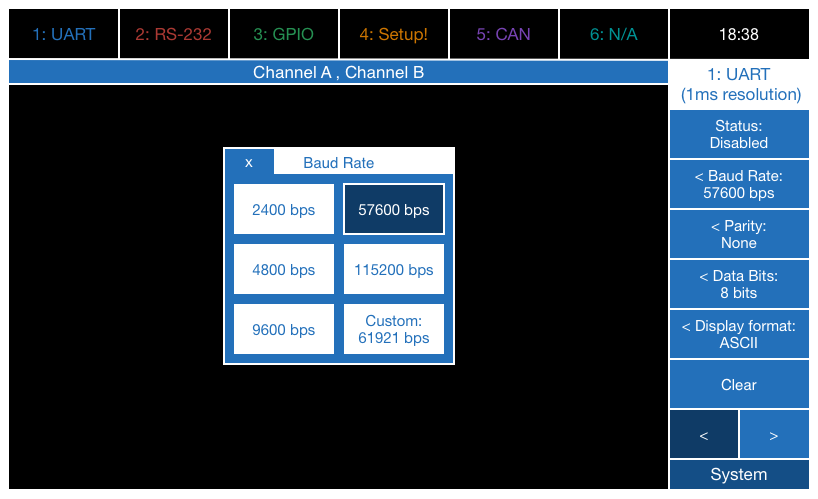 1: UART
2: RS-232
3: GPIO
4: Setup!
5: CAN
6: N/A
18:38
Channel A , Channel B
1: UART
(1ms resolution)
Status:
Disabled
< Baud Rate:
57600 bps
< Parity:
None
< Data Bits:
8 bits
< Display format:
ASCII
Clear
<
>
System
x
Baud Rate
2400 bps
57600 bps
4800 bps
115200 bps
9600 bps
Custom:
61921 bps